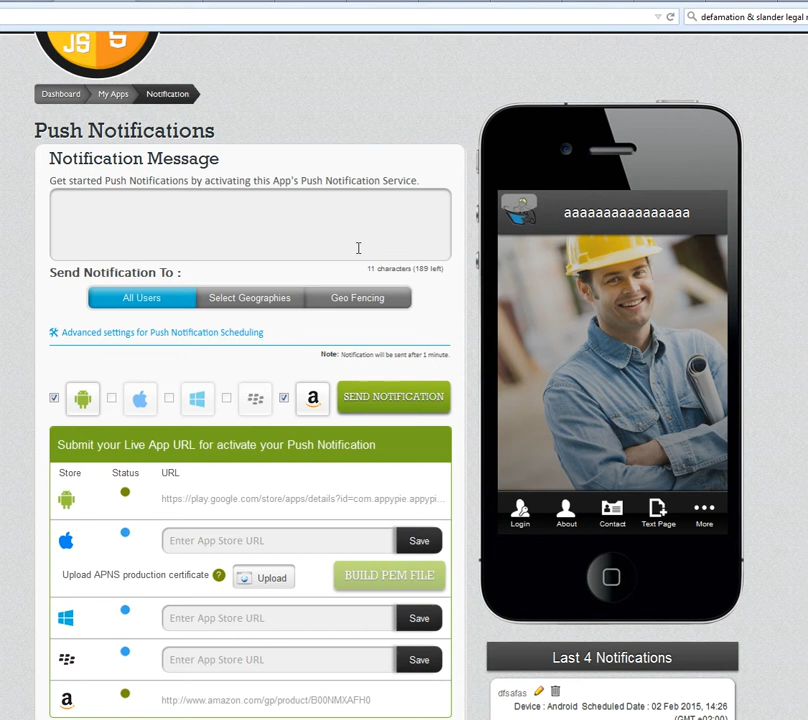 defamation & slander legal
JS 5
Dashboard My Apps Notification
Push Notifications
Notification Message
Get started Push Notifications by activating this App's Push Notification Service.
11 characters (189 left)
Send Notification To :
All Users Select Geographies Geo Fencing
Advanced settings for Push Notification Scheduling
Note: Notification will be sent after 1 minute.
a SEND NOTIFICATION
Submit your Live App URL for activate your Push Notification
Store Status URL
https://play.google.com/store/apps/details?id=com.appypie.appypi...
Enter App Store URL Save
Upload APNS production certificate ? Upload BUILD PEM FILE
Enter App Store URL Save
Enter App Store URL Save
a http://www.amazon.com/gp/product/B00NMXAFH0
aaaaaaaaaaaaaaaa
Login About Contact Text Page More
Last 4 Notifications
dfsafas
Device : Android Scheduled Date : 02 Feb 2015, 14:26
(GMT +02:00)